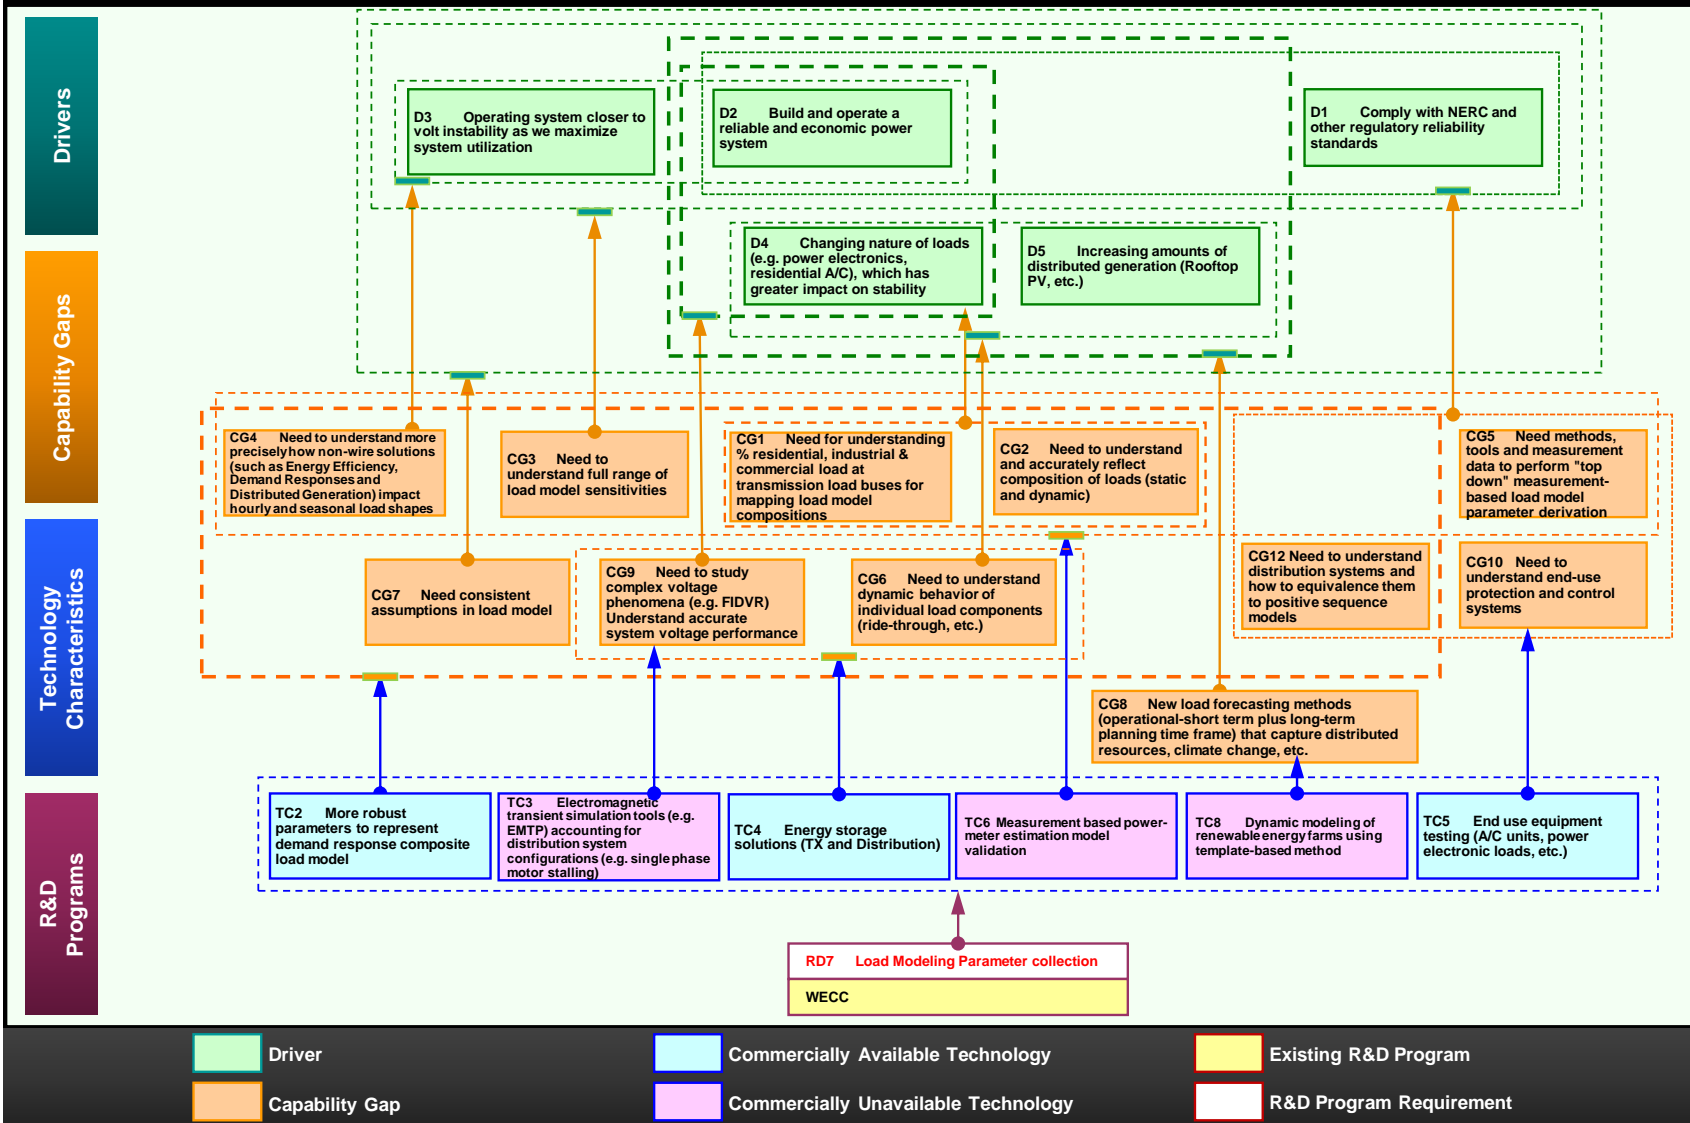 Drivers
D3 Operating system closer to
volt instability as we maximize
system utilization
D2 Build and operate a
reliable and economic power
system
D1 Comply with NERC and
other regulatory reliability
standards
D4 Changing nature of loads
(e.g. power electronics,
residential A/C), which has
greater impact on stability
D5 Increasing amounts of
distributed generation (Rooftop
PV, etc.)
Capability Gaps
CG4 Need to understand more
precisely how non-wire solutions
(such as Energy Efficiency,
Demand Responses and
Distributed Generation) impact
hourly and seasonal load shapes
CG3 Need to
understand full range of
load model sensitivities
CG1 Need for understanding
% residential, industrial &
commercial load at
transmission load buses for
mapping load model
compositions
CG2 Need to understand
and accurately reflect
composition of loads (static
and dynamic)
CG5 Need methods,
tools and measurement
data to perform "top
down" measurement-
based load model
parameter derivation
CG7 Need consistent
assumptions in load model
CG9 Need to study
complex voltage
phenomena (e.g. FIDVR)
Understand accurate
system voltage performance
CG6 Need to understand
dynamic behavior of
individual load components
(ride-through, etc.)
CG12 Need to understand
distribution systems and
how to equivalence them
to positive sequence
models
CG10 Need to
understand end-use
protection and control
systems
Technology
Characteristics
CG8 New load forecasting methods
(operational-short term plus long-term
planning time frame) that capture distributed
resources, climate change, etc.
TC2 More robust
parameters to represent
demand response composite
load model
TC3 Electromagnetic
transient simulation tools (e.g.
EMTP) accounting for
distribution system
configurations (e.g. single phase
motor stalling)
TC4 Energy storage
solutions (TX and Distribution)
TC6 Measurement based power-
meter estimation model
validation
TC8 Dynamic modeling of
renewable energy farms using
template-based method
TC5 End use equipment
testing (A/C units, power
electronic loads, etc.)
R&D
Programs
RD7 Load Modeling Parameter collection
WECC
Driver
Commercially Available Technology
Existing R&D Program
Capability Gap
Commercially Unavailable Technology
R&D Program Requirement